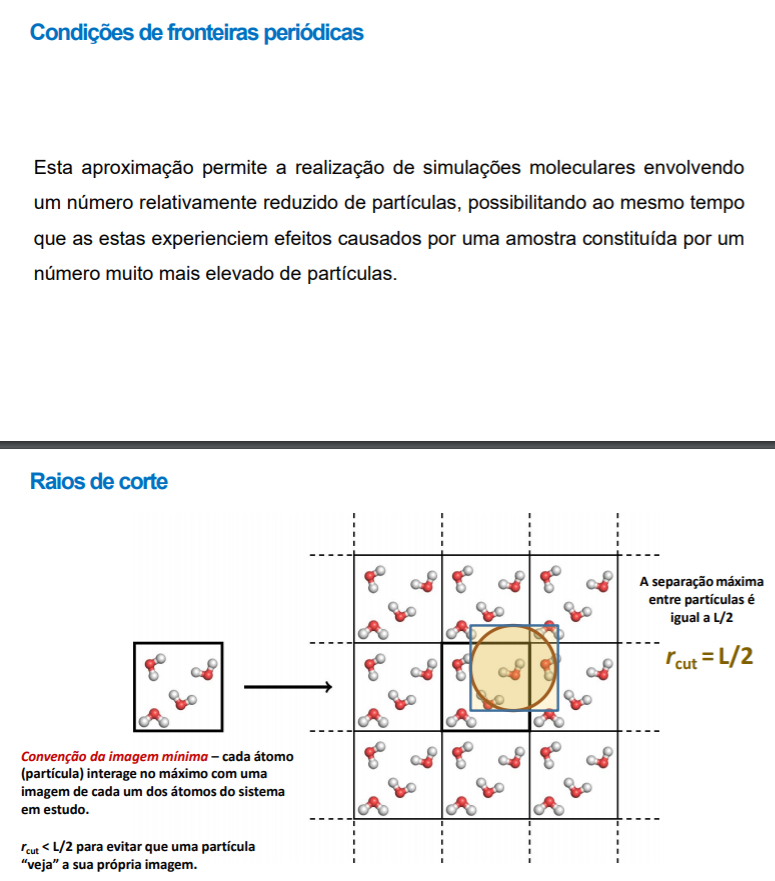 Condições de fronteiras periódicas
Esta aproximação permite a realização de simulações moleculares envolvendo
um número relativamente reduzido de partículas, possibilitando ao mesmo tempo
que as estas experienciem efeitos causados por uma amostra constituída por um
número muito mais elevado de partículas.
Raios de corte
A separação máxima
entre partículas é
igual a L/2
rcut = L/2
Convenção da imagem mínima – cada átomo
(partícula) interage no máximo com uma
imagem de cada um dos átomos do sistema
em estudo.
rcut < L/2 para evitar que uma partícula
“veja” a sua própria imagem.